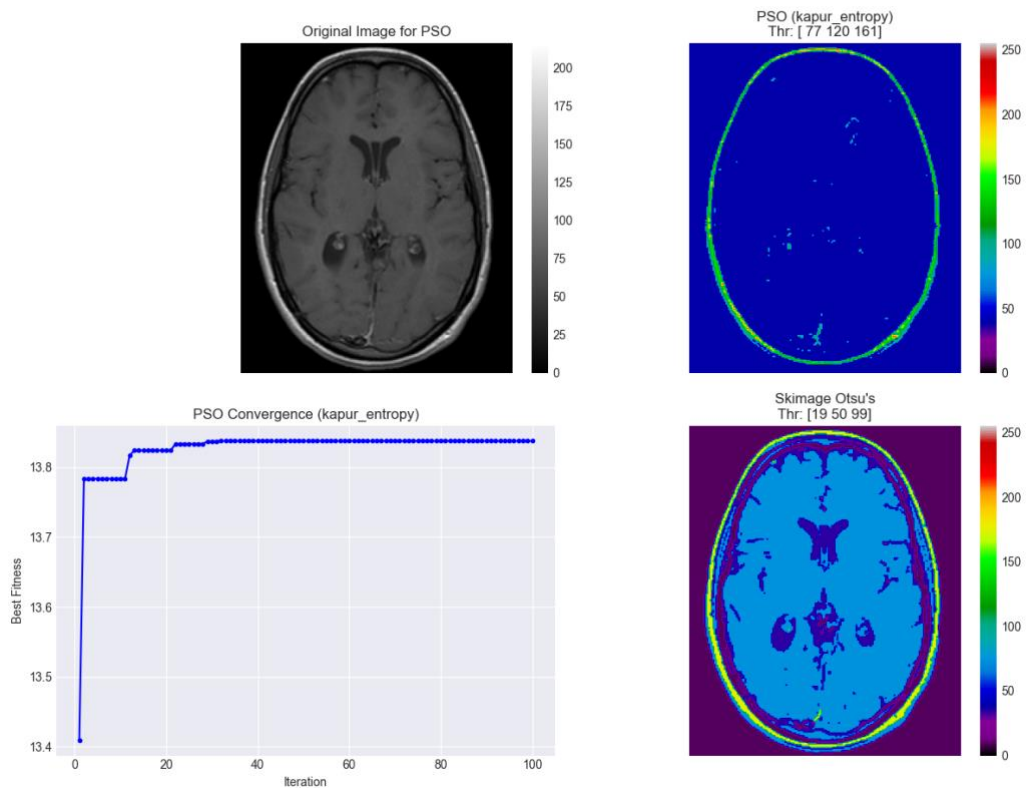 Original Image for PSO
200
175
150
125
100
75
50
25
0
PSO (kapur_entropy)
Thr: [ 77 120 161]
250
200
150
100
50
0
PSO Convergence (kapur_entropy)
Best Fitness
13.8
13.7
13.6
13.5
13.4
0 20 40 60 80 100
Iteration
Skimage Otsu's
Thr: [19 50 99]
250
200
150
100
50
0